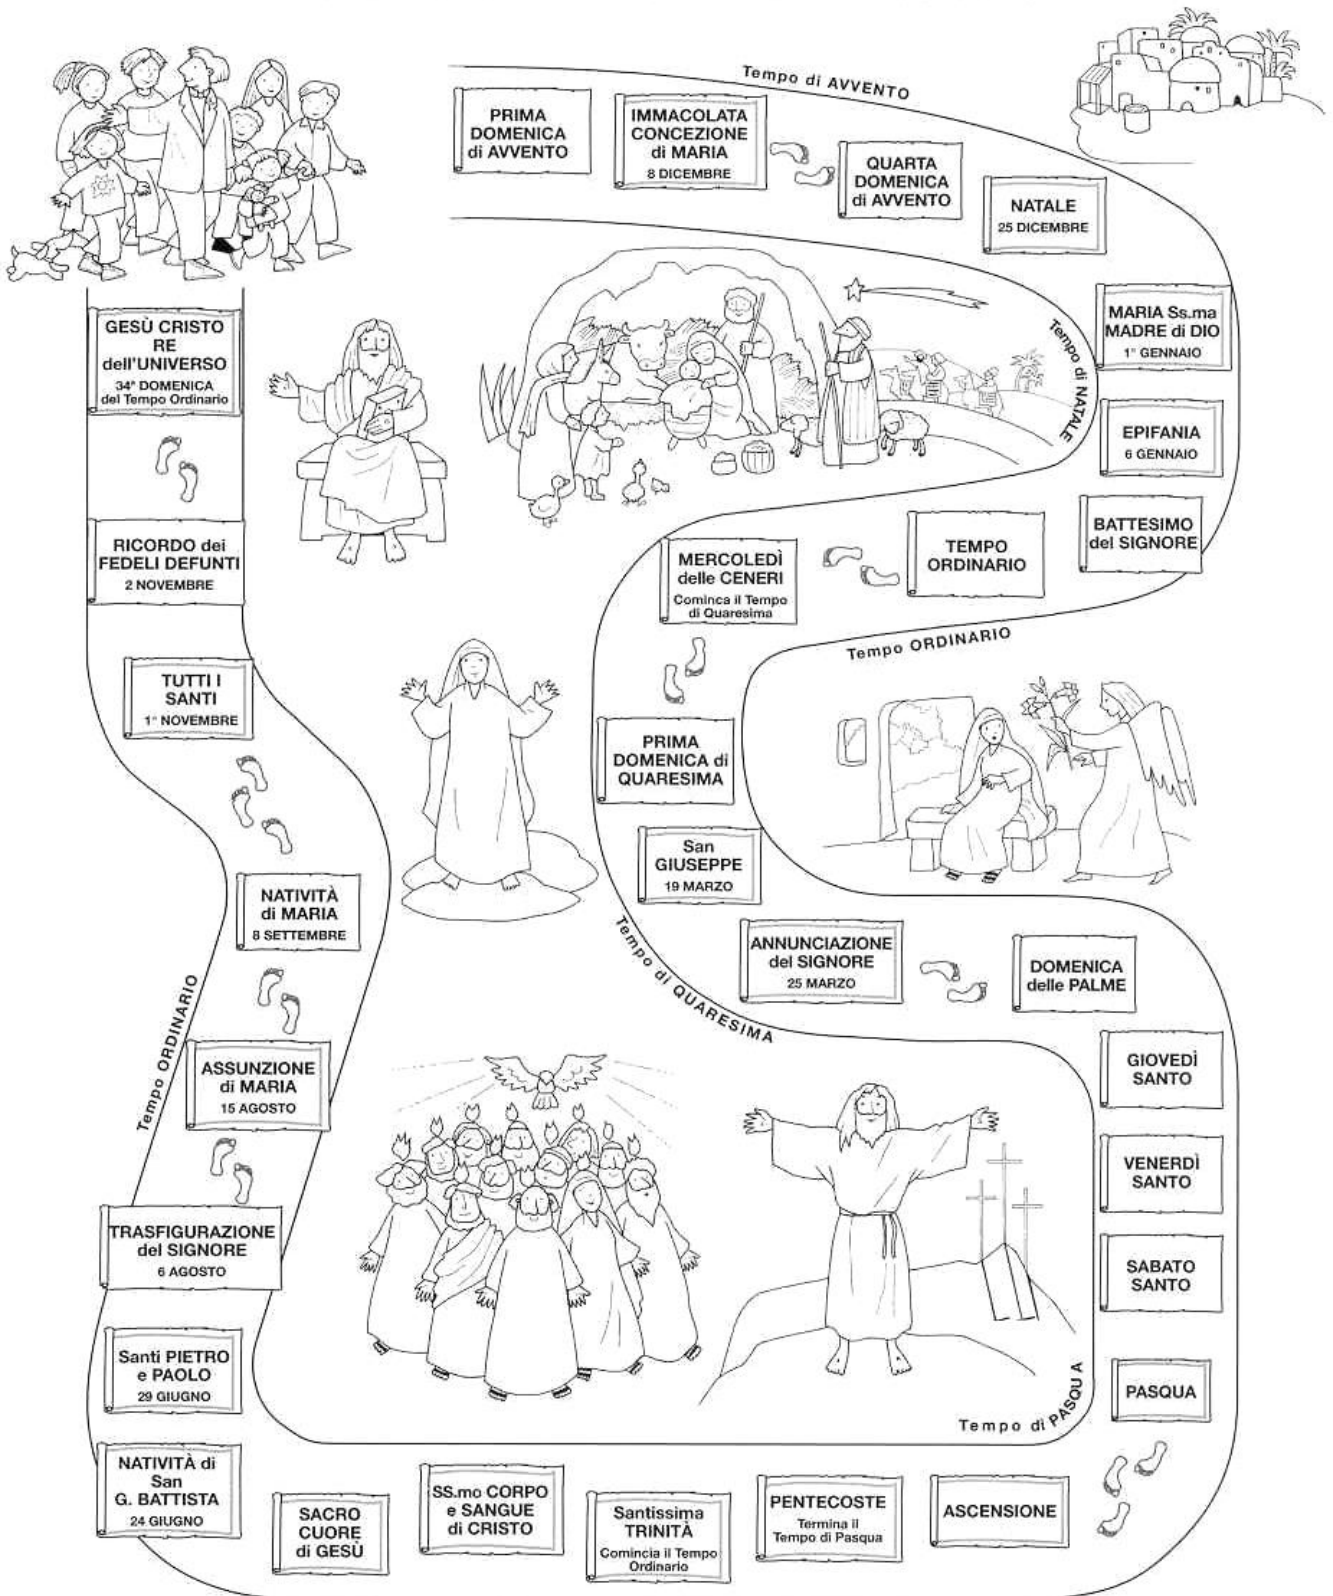 Tempo di AVVENTO
PRIMA
DOMENICA
di AVVENTO
IMMACOLATA
CONCEZIONE
di MARIA
8 DICEMBRE
QUARTA
DOMENICA
di AVVENTO
NATALE
25 DICEMBRE
Tempo di NATALE
MARIA Ss.ma
MADRE di DIO
1° GENNAIO
EPIFANIA
6 GENNAIO
BATTESIMO
del SIGNORE
TEMPO
ORDINARIO
Tempo ORDINARIO
MERCOLEDÌ
delle CENERI
Cominca il Tempo
di Quaresima
PRIMA
DOMENICA di
QUARESIMA
San
GIUSEPPE
19 MARZO
Tempo di QUARESIMA
ANNUNCIAZIONE
del SIGNORE
25 MARZO
DOMENICA
delle PALME
GIOVEDÌ
SANTO
VENERDÌ
SANTO
SABATO
SANTO
PASQUA
Tempo di PASQUA
ASCENSIONE
PENTECOSTE
Termina il
Tempo di Pasqua
Santissima
TRINITÀ
Comincia il Tempo
Ordinario
SS.mo CORPO
e SANGUE
di CRISTO
SACRO
CUORE
di GESÙ
NATIVITÀ di
San
G. BATTISTA
24 GIUGNO
Santi PIETRO
e PAOLO
29 GIUGNO
TRASFIGURAZIONE
del SIGNORE
6 AGOSTO
ASSUNZIONE
di MARIA
15 AGOSTO
Tempo ORDINARIO
NATIVITÀ
di MARIA
8 SETTEMBRE
TUTTI I
SANTI
1° NOVEMBRE
RICORDO dei
FEDELI DEFUNTI
2 NOVEMBRE
GESÙ CRISTO
RE
dell'UNIVERSO
34ª DOMENICA
del Tempo Ordinario